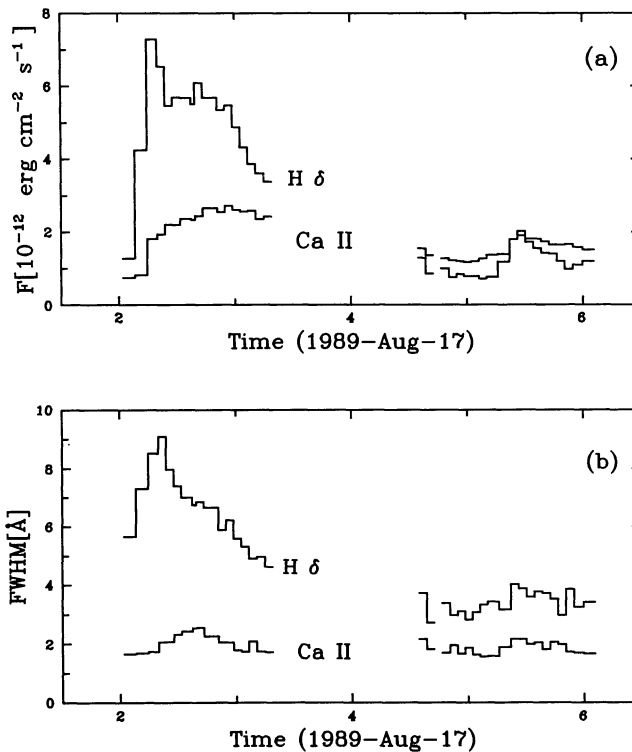 8
(a)
6
4
H δ
2
Ca II
0
F[10⁻¹² erg cm⁻² s⁻¹]
2
4
6
Time (1989-Aug-17)
10
(b)
8
6
H δ
4
2
Ca II
0
FWHM[Å]
2
4
6
Time (1989-Aug-17)